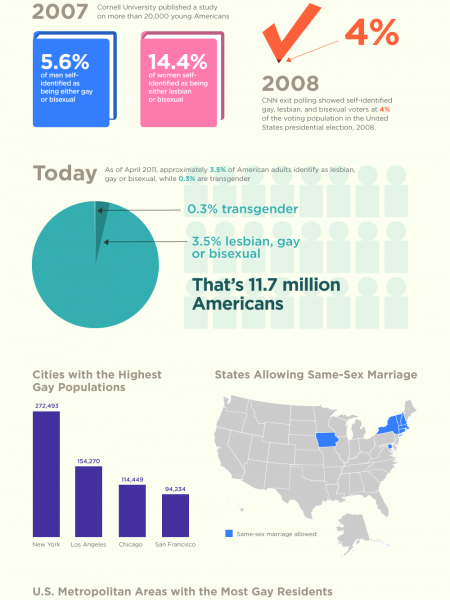 2007
Cornell University published a study
on more than 20,000 young Americans
5.6%
of men self-
identified as
being either gay
or bisexual
14.4%
of women self-
identified as being
either lesbian
or bisexual
4%
2008
CNN exit polling showed self-identified
gay, lesbian, and bisexual voters at 4%
of the voting population in the United
States presidential election, 2008.
Today
As of April 2011, approximately 3.5% of American adults identify as lesbian,
gay or bisexual, while 0.3% are transgender
0.3% transgender
3.5% lesbian, gay
or bisexual
That's 11.7 million
Americans
Cities with the Highest
Gay Populations
272,493
154,270
114,449
94,234
New York
Los Angeles
Chicago
San Francisco
States Allowing Same-Sex Marriage
Same-sex marriage allowed
U.S. Metropolitan Areas with the Most Gay Residents